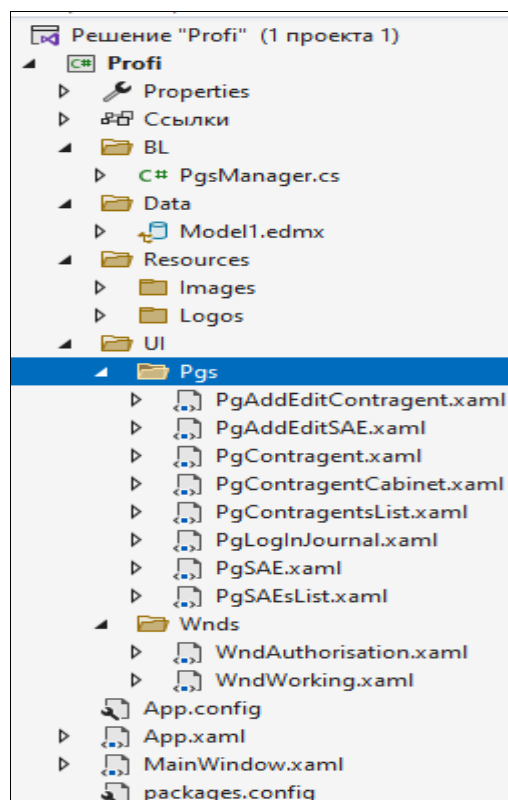 Решение "Profi" (1 проекта 1)
C# Profi
Properties
Ссылки
BL
C# PgsManager.cs
Data
Model1.edmx
Resources
Images
Logos
UI
Pgs
PgAddEditContragent.xaml
PgAddEditSAE.xaml
PgContragent.xaml
PgContragentCabinet.xaml
PgContragentsList.xaml
PgLogInJournal.xaml
PgSAE.xaml
PgSAEsList.xaml
Wnds
WndAuthorisation.xaml
WndWorking.xaml
App.config
App.xaml
MainWindow.xaml
packages.config